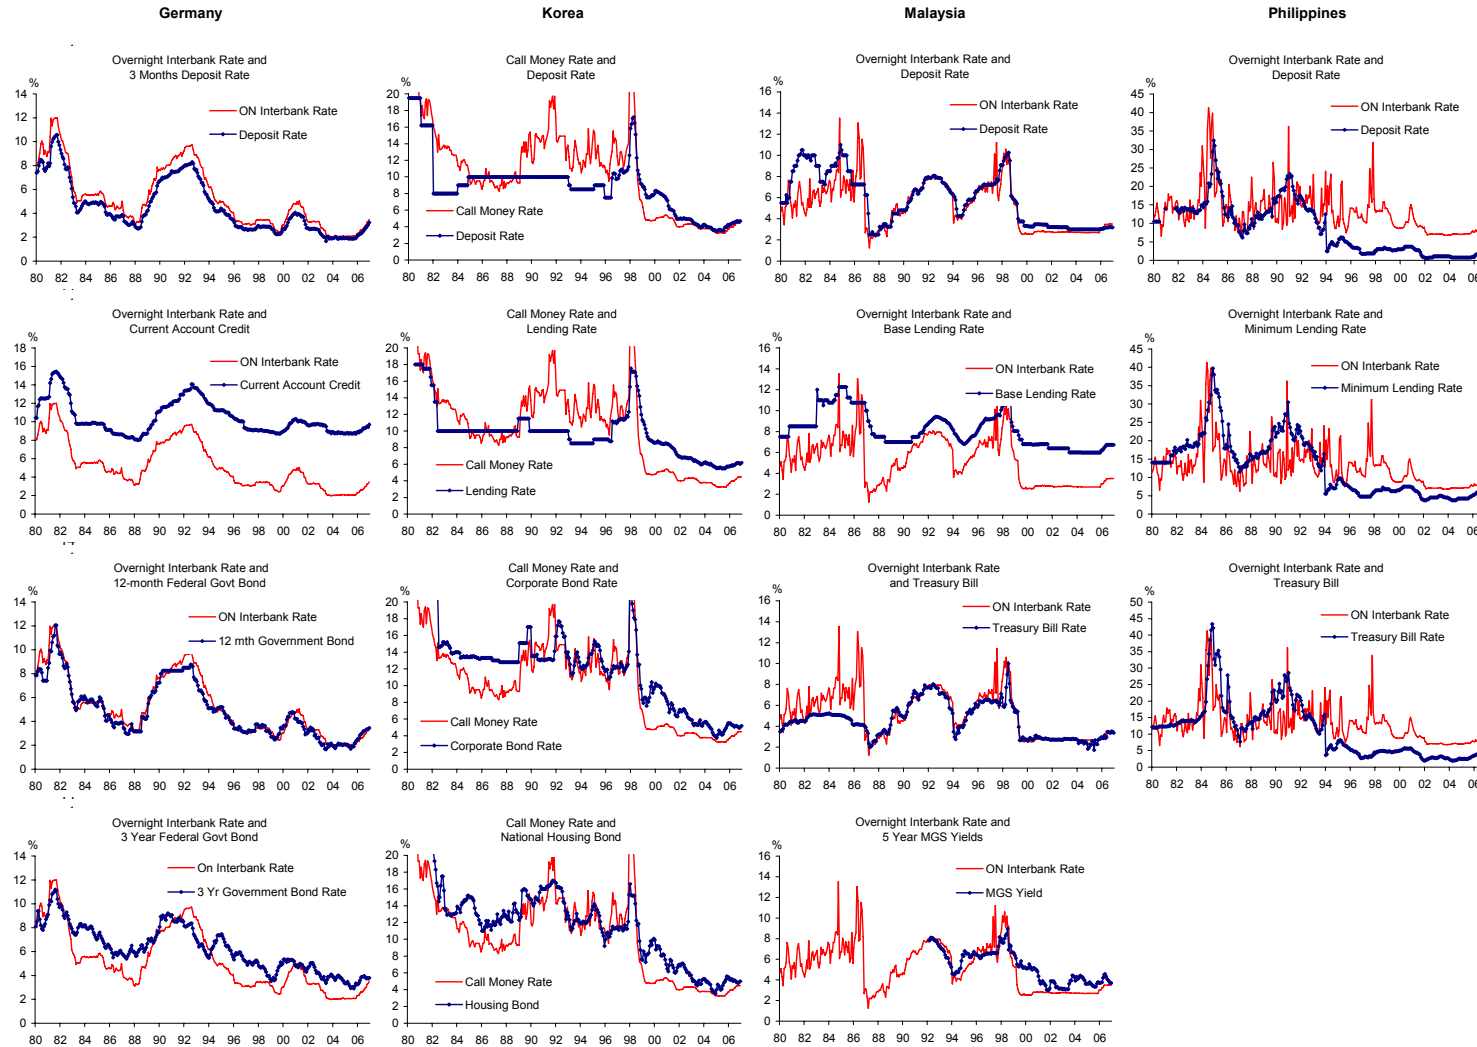 Germany
Korea
Malaysia
Philippines
Overnight Interbank Rate and
3 Months Deposit Rate
%
14
12
10
8
6
4
2
0
ON Interbank Rate
Deposit Rate
80 82 84 86 88 90 92 94 96 98 00 02 04 06
Call Money Rate and
Deposit Rate
%
20
18
16
14
12
10
8
6
4
2
0
Call Money Rate
Deposit Rate
80 82 84 86 88 90 92 94 96 98 00 02 04 06
Overnight Interbank Rate and
Deposit Rate
%
16
14
12
10
8
6
4
2
0
ON Interbank Rate
Deposit Rate
80 82 84 86 88 90 92 94 96 98 00 02 04 06
Overnight Interbank Rate and
Deposit Rate
%
45
40
35
30
25
20
15
10
5
0
ON Interbank Rate
Deposit Rate
80 82 84 86 88 90 92 94 96 98 00 02 04 06
Overnight Interbank Rate and
Current Account Credit
%
18
16
14
12
10
8
6
4
2
0
ON Interbank Rate
Current Account Credit
80 82 84 86 88 90 92 94 96 98 00 02 04 06
Call Money Rate and
Lending Rate
%
20
18
16
14
12
10
8
6
4
2
0
Call Money Rate
Lending Rate
80 82 84 86 88 90 92 94 96 98 00 02 04 06
Overnight Interbank Rate and
Base Lending Rate
%
16
14
12
10
8
6
4
2
0
ON Interbank Rate
Base Lending Rate
80 82 84 86 88 90 92 94 96 98 00 02 04 06
Overnight Interbank Rate and
Minimum Lending Rate
%
45
40
35
30
25
20
15
10
5
0
ON Interbank Rate
Minimum Lending Rate
80 82 84 86 88 90 92 94 96 98 00 02 04 06
Overnight Interbank Rate and
12-month Federal Govt Bond
%
14
12
10
8
6
4
2
0
ON Interbank Rate
12 mth Government Bond
80 82 84 86 88 90 92 94 96 98 00 02 04 06
Call Money Rate and
Corporate Bond Rate
%
20
18
16
14
12
10
8
6
4
2
0
Call Money Rate
Corporate Bond Rate
80 82 84 86 88 90 92 94 96 98 00 02 04 06
Overnight Interbank Rate
and Treasury Bill
%
16
14
12
10
8
6
4
2
0
ON Interbank Rate
Treasury Bill Rate
80 82 84 86 88 90 92 94 96 98 00 02 04 06
Overnight Interbank Rate and
Treasury Bill
%
50
45
40
35
30
25
20
15
10
5
0
ON Interbank Rate
Treasury Bill Rate
80 82 84 86 88 90 92 94 96 98 00 02 04 06
Overnight Interbank Rate and
3 Year Federal Govt Bond
%
14
12
10
8
6
4
2
0
On Interbank Rate
3 Yr Government Bond Rate
80 82 84 86 88 90 92 94 96 98 00 02 04 06
Call Money Rate and
National Housing Bond
%
20
18
16
14
12
10
8
6
4
2
0
Call Money Rate
Housing Bond
80 82 84 86 88 90 92 94 96 98 00 02 04 06
Overnight Interbank Rate and
5 Year MGS Yields
%
16
14
12
10
8
6
4
2
0
ON Interbank Rate
MGS Yield
80 82 84 86 88 90 92 94 96 98 00 02 04 06